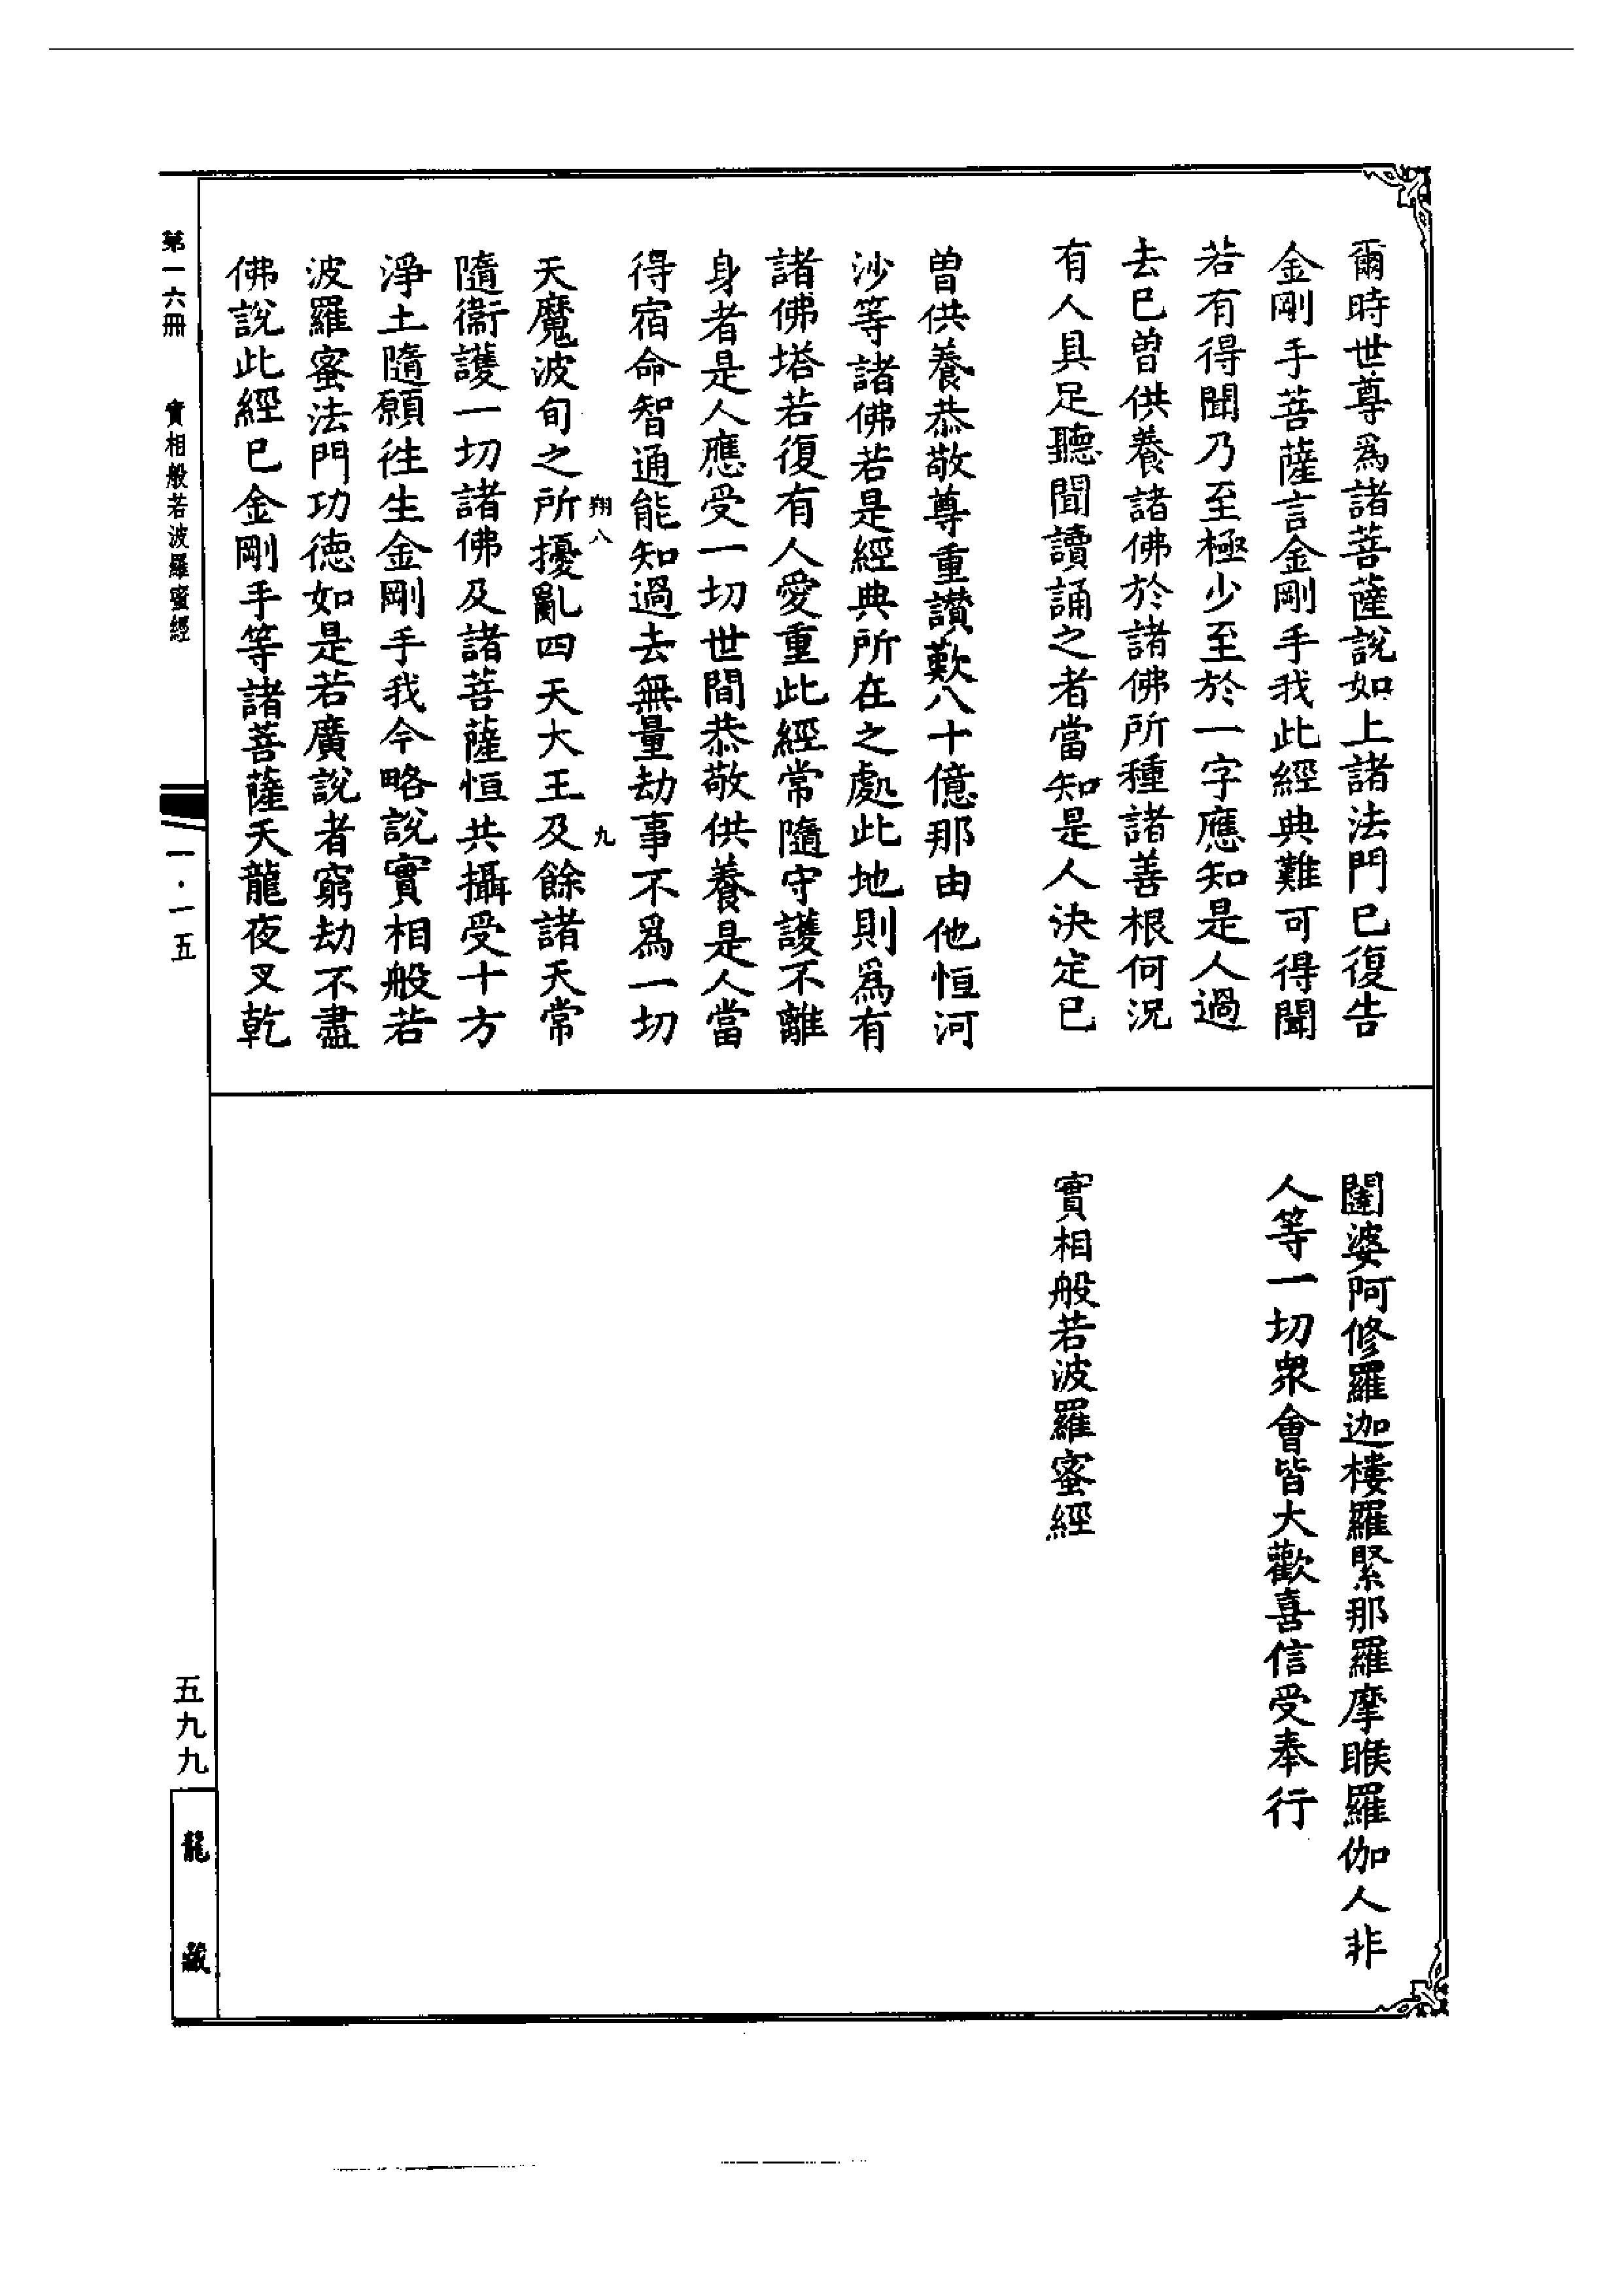 爾時世尊爲諸菩薩說如上諸法門已復告
金剛手菩薩言金剛手我此經典難可得聞
若有得聞乃至極少至於一字應知是人過
去已曾供養諸佛於諸佛所種諸善根何況
有人具足聽聞讀誦之者當知是人決定已
曾供養恭敬尊重讃歎八十億那由他恒河
沙等諸佛若是經典所在之處此地則爲有
諸佛塔若復有人愛重此經常隨守護不離
身者是人應受一切世間恭敬供養是人當
得宿命智通能知過去無量劫事不爲一切
翔八
九
天魔波旬之所擾亂四天大王及餘諸天常
隨衞護一切諸佛及諸菩薩恒共攝受十方
淨土隨願徃生金剛手我今略說實相般若
波羅蜜法門功德如是若廣說者窮劫不盡
佛說此經已金剛手等諸菩薩天龍夜叉乾
闥婆阿修羅迦樓羅緊那羅摩睺羅伽人非
人等一切衆會皆大歡喜信受奉行
實相般若波羅蜜經
第一六冊
實相般若波羅蜜經
一·一五
五九九
龍藏